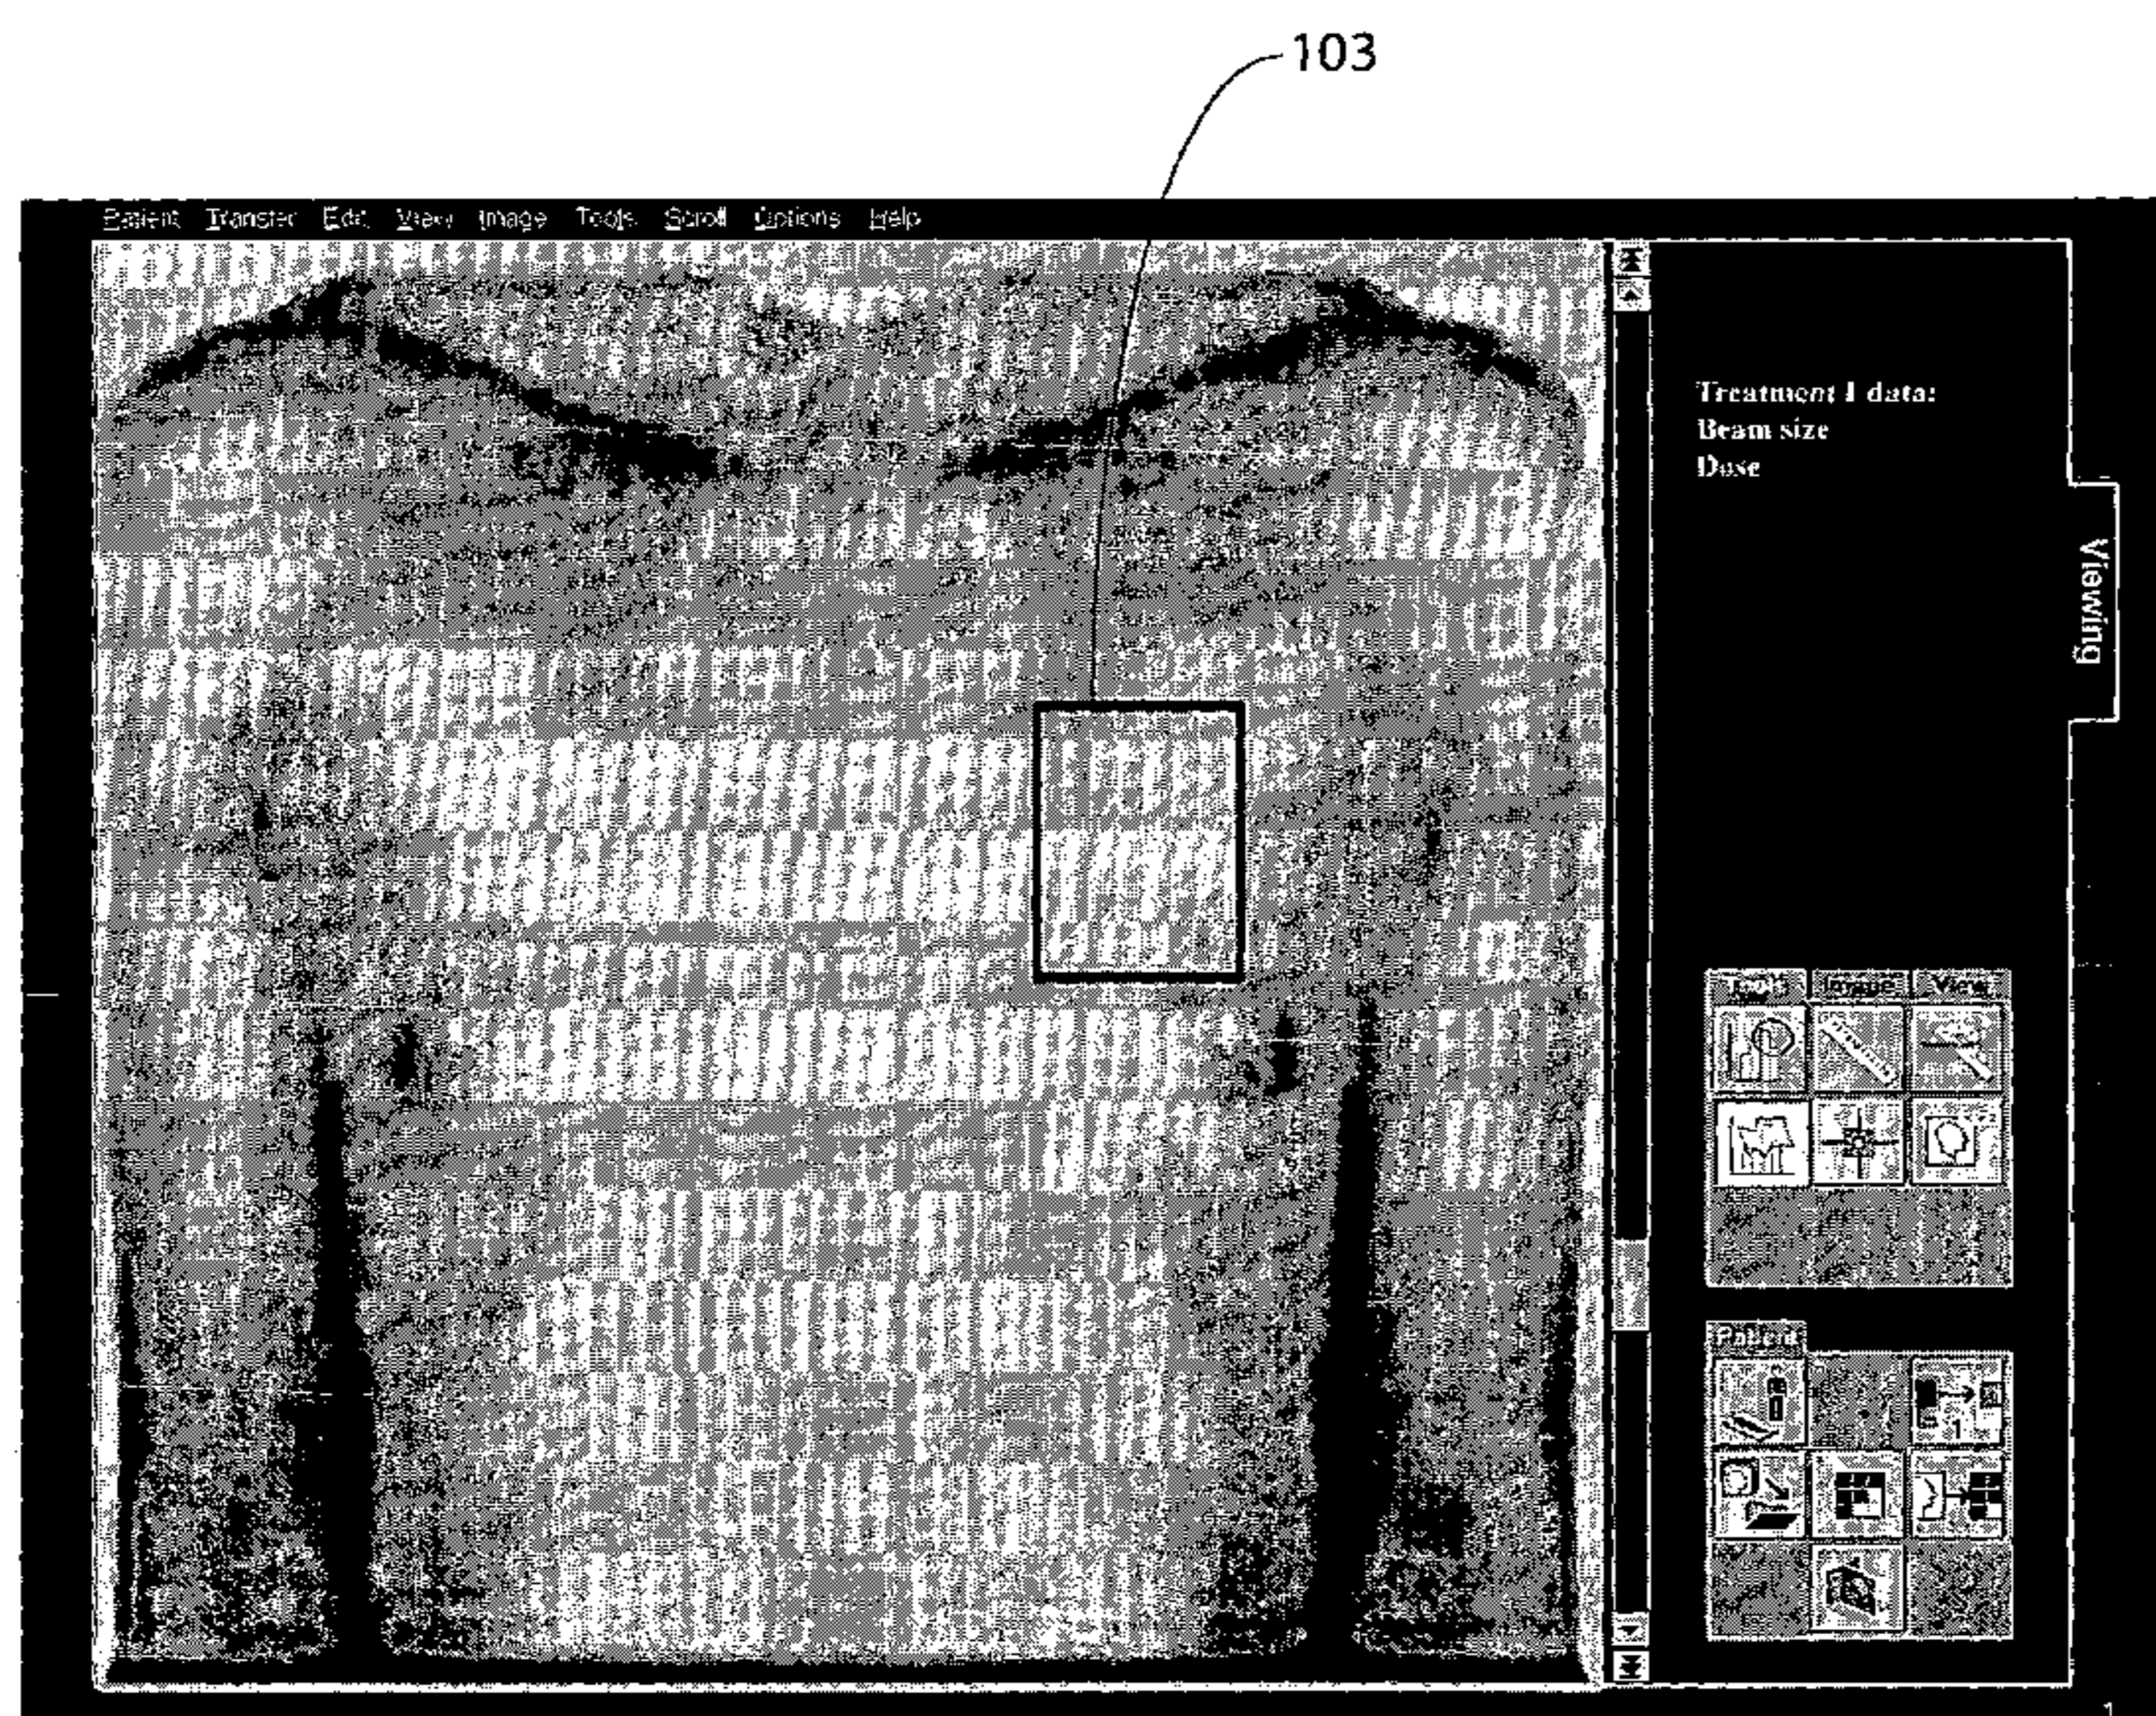 103
Patient Transfer Edit View Image Tools Scroll Options Help
Treatment I data:
Beam size
Dose
Viewing
Tools Image View
Patient
1